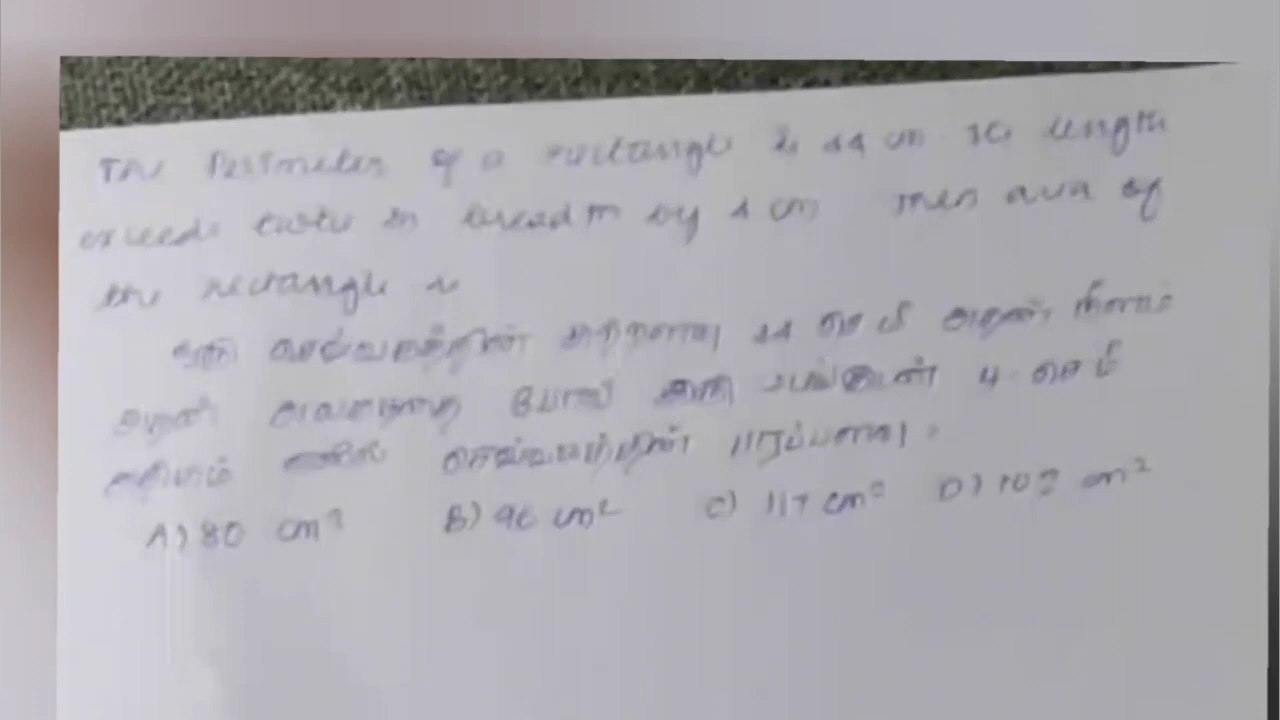 The Perimeter of a rectangle is 44 cm Its length
exceeds twice its breadth by 4 cm Then area of
the rectangle is
ஒரு செவ்வகத்தின் சுற்றளவு 44 செ மீ அதன் நீளம்
அதன் அகலத்தை போல் இரு மடங்குடன் 4 செ மீ
அதிகம் எனில் செவ்வகத்தின் பரப்பளவு
A) 80 cm² B) 96 cm² C) 117 cm² D) 102 cm²